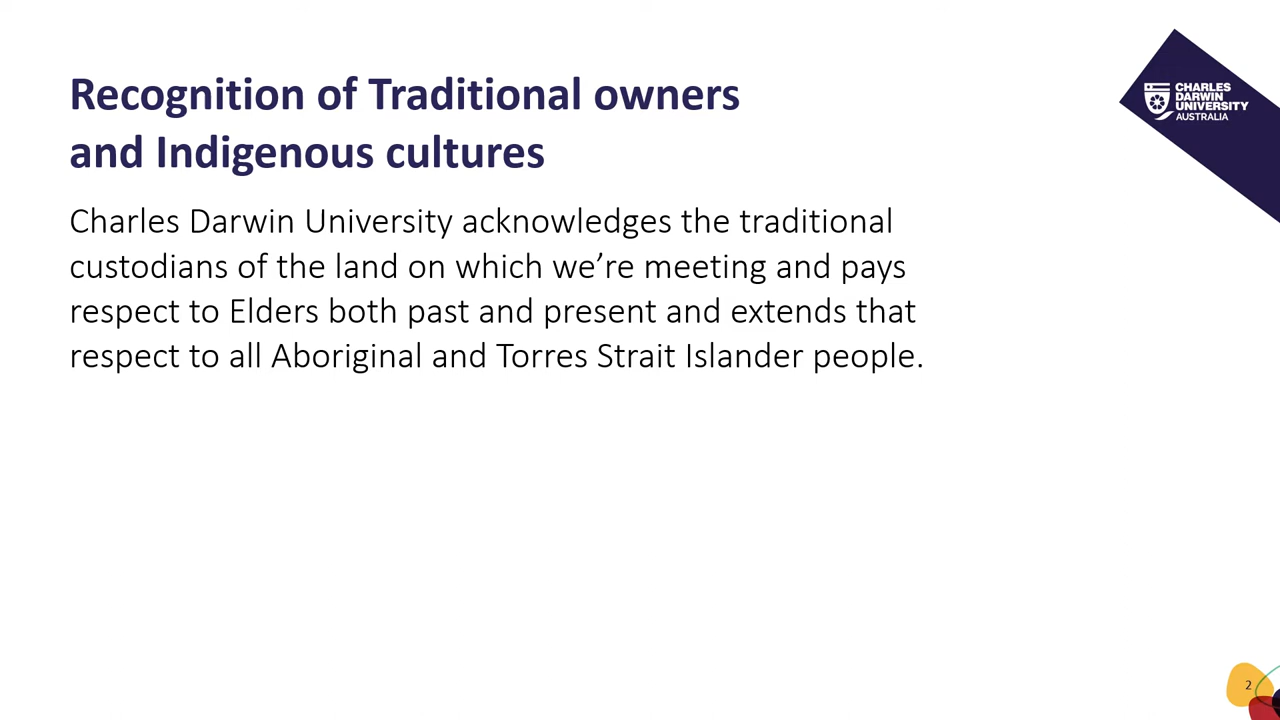 Recognition of Traditional owners
and Indigenous cultures
CHARLES
DARWIN
UNIVERSITY
AUSTRALIA
Charles Darwin University acknowledges the traditional
custodians of the land on which we’re meeting and pays
respect to Elders both past and present and extends that
respect to all Aboriginal and Torres Strait Islander people.
2